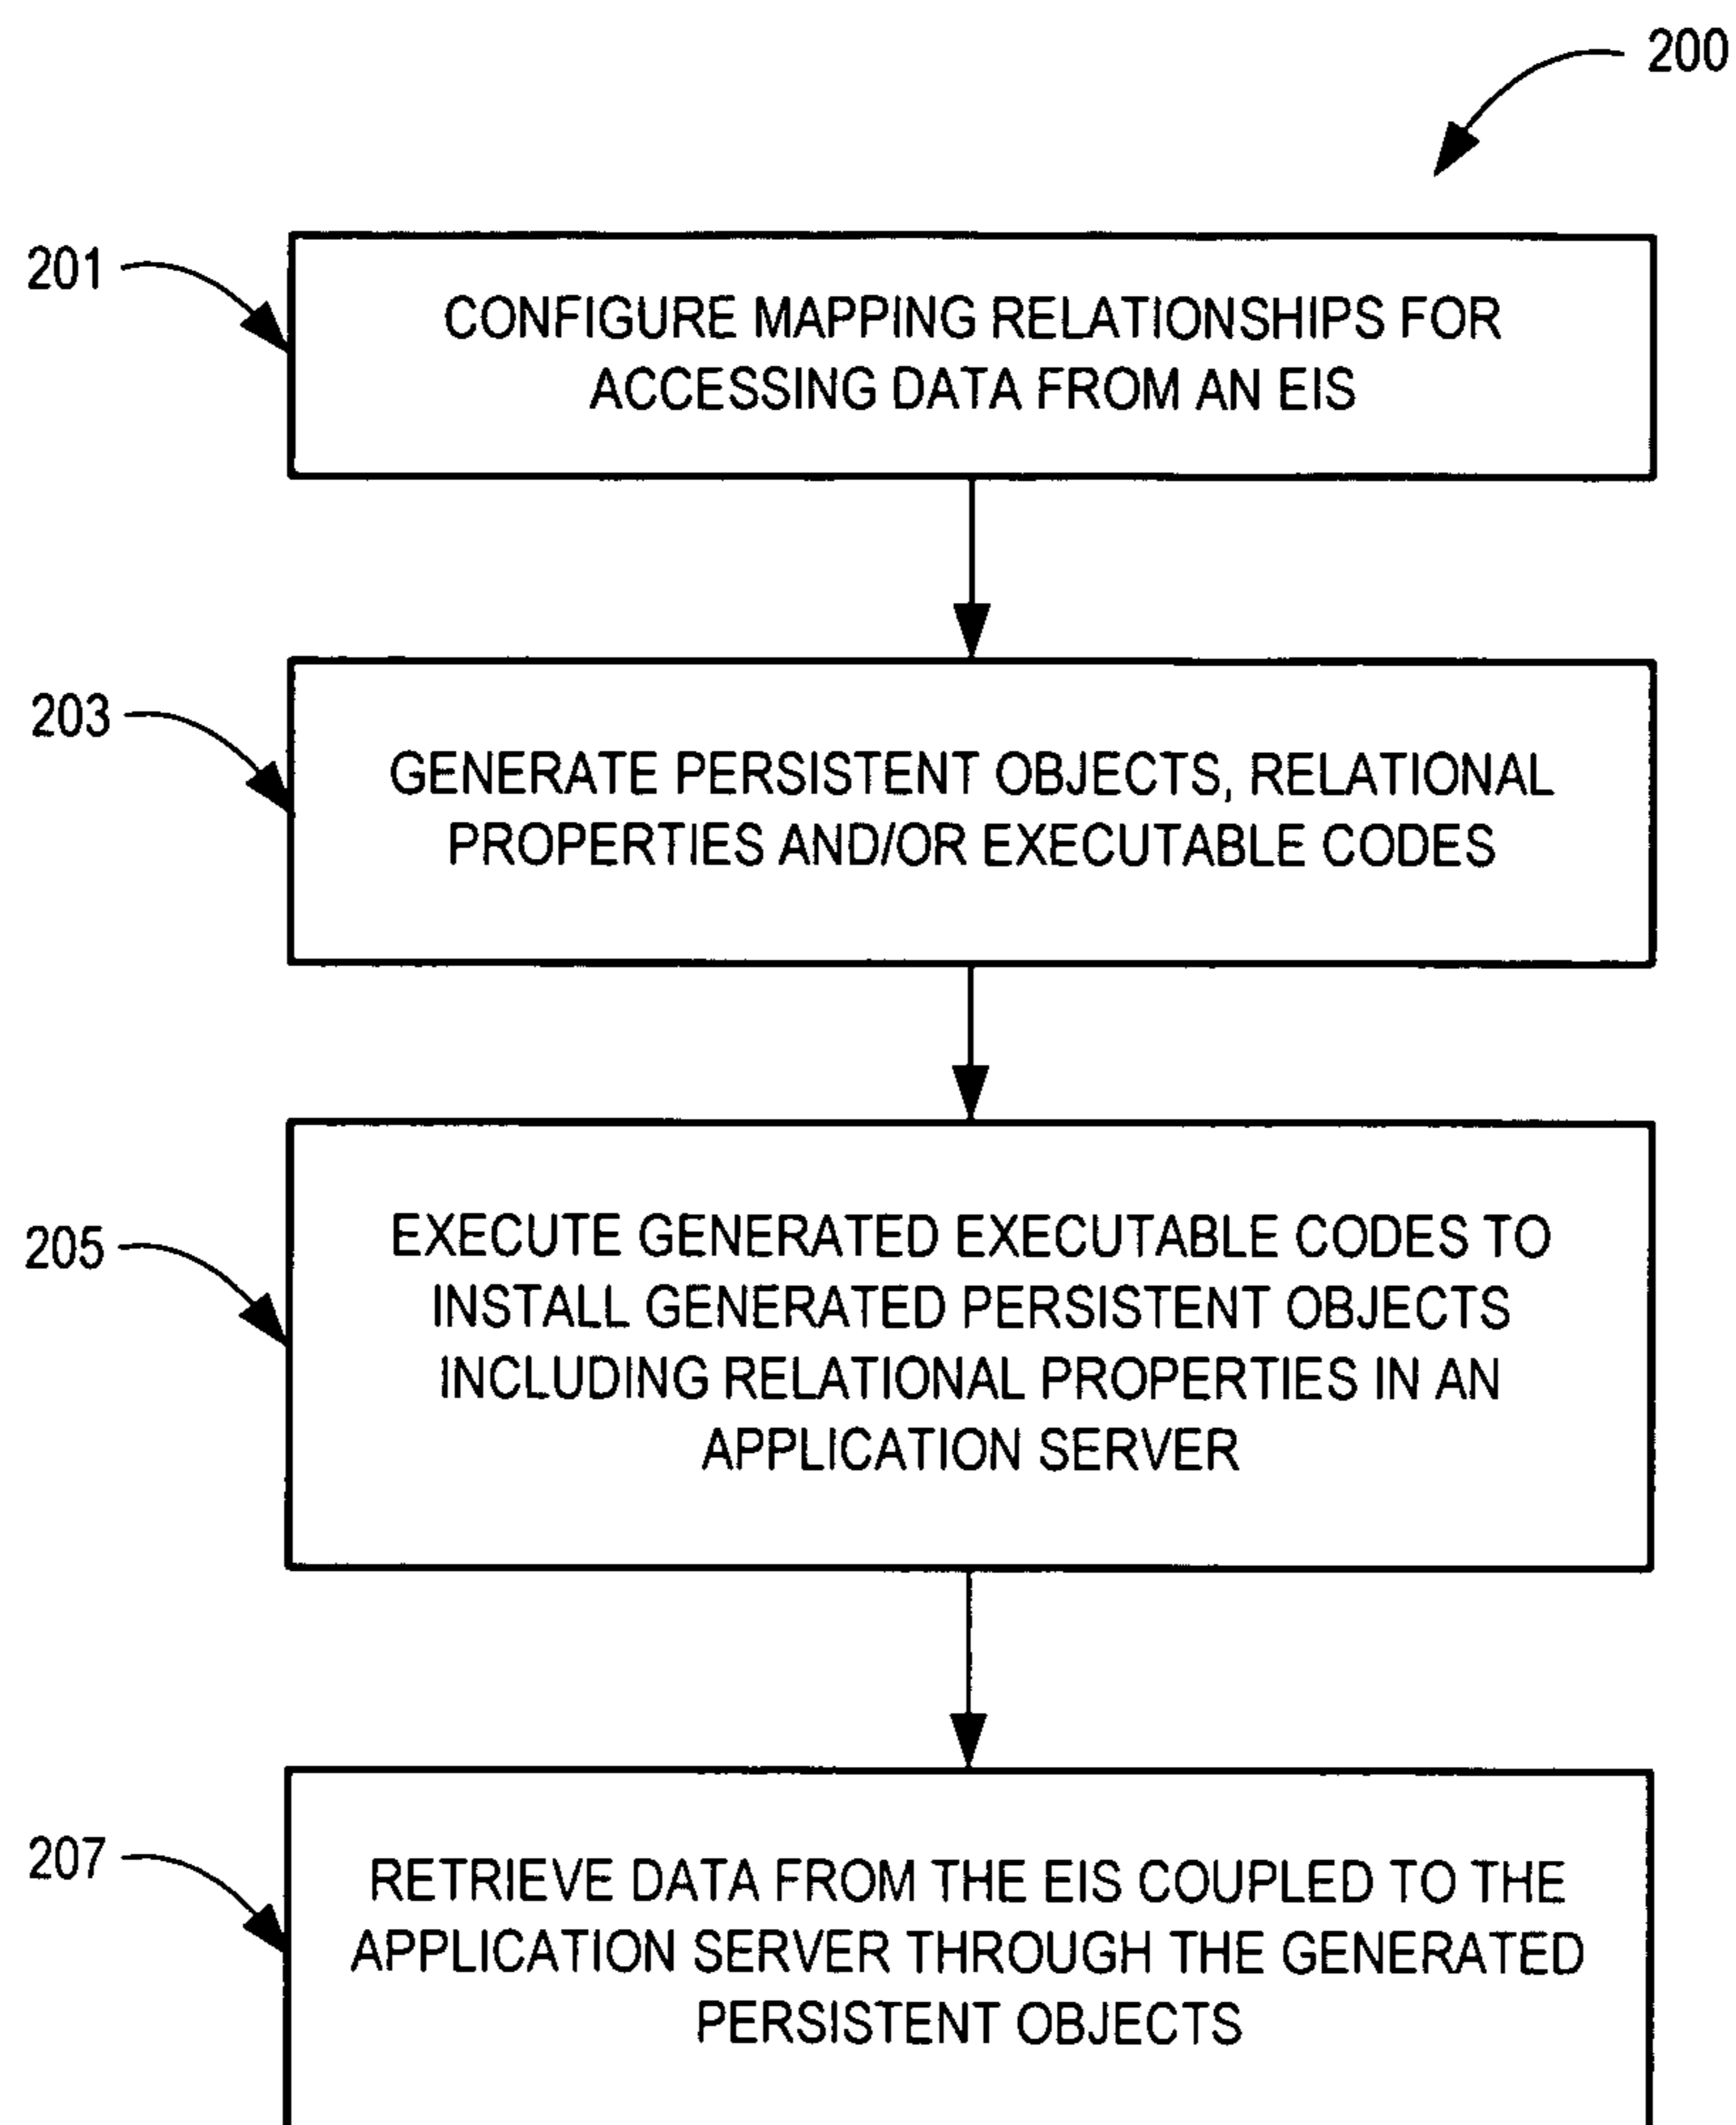 200
201
CONFIGURE MAPPING RELATIONSHIPS FOR
ACCESSING DATA FROM AN EIS
203
GENERATE PERSISTENT OBJECTS, RELATIONAL
PROPERTIES AND/OR EXECUTABLE CODES
205
EXECUTE GENERATED EXECUTABLE CODES TO
INSTALL GENERATED PERSISTENT OBJECTS
INCLUDING RELATIONAL PROPERTIES IN AN
APPLICATION SERVER
207
RETRIEVE DATA FROM THE EIS COUPLED TO THE
APPLICATION SERVER THROUGH THE GENERATED
PERSISTENT OBJECTS